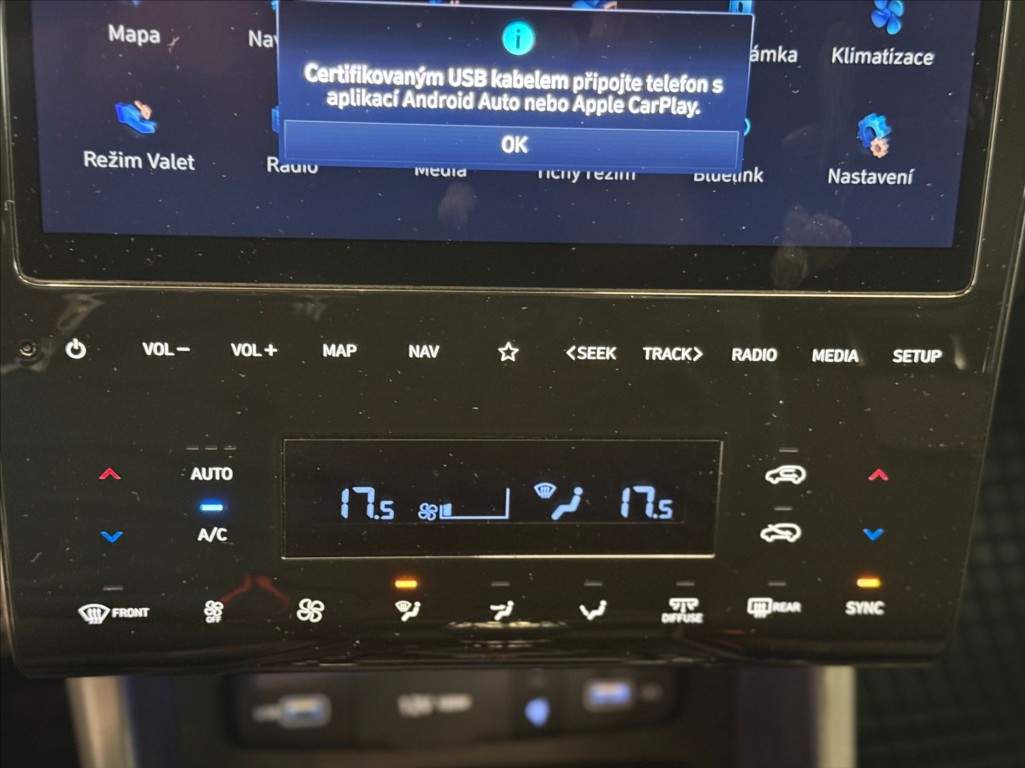 Mapa
Certifikovaným USB kabelem připojte telefon s
aplikací Android Auto nebo Apple CarPlay.
OK
Klimatizace
Režim Valet
Radio
Media
Tichý režim
Bluelink
Nastavení
VOL−
VOL+
MAP
NAV
<SEEK
TRACK>
RADIO
MEDIA
SETUP
AUTO
A/C
17.5
17.5
FRONT
OFF
DIFFUSE
REAR
SYNC